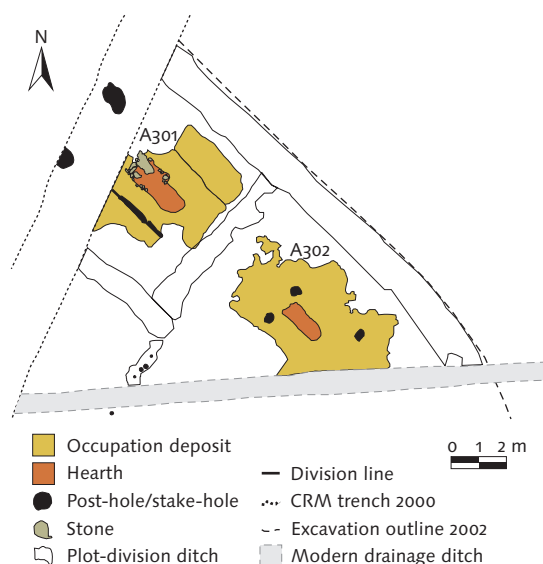 N
A301
A302
Occupation deposit
Hearth
Post-hole/stake-hole
Stone
Plot-division ditch
0 1 2 m
Division line
CRM trench 2000
Excavation outline 2002
Modern drainage ditch